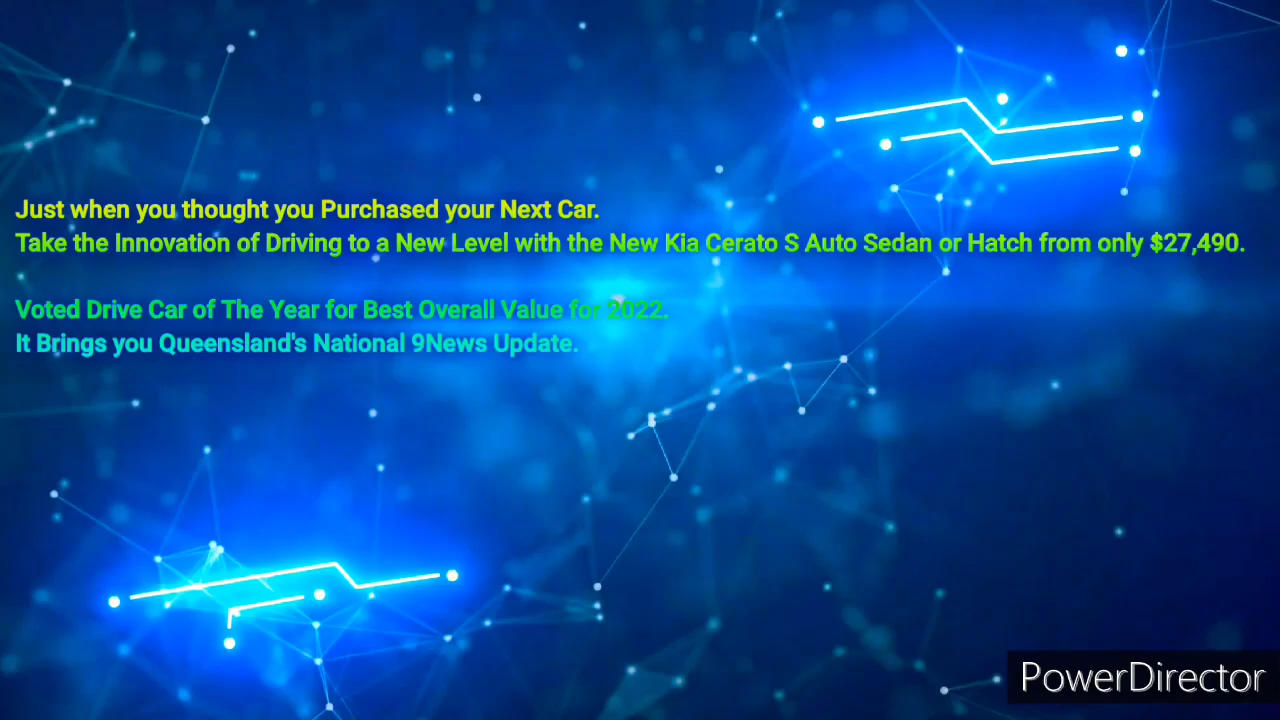 Just when you thought you Purchased your Next Car.
Take the Innovation of Driving to a New Level with the New Kia Cerato S Auto Sedan or Hatch from only $27,490.
Voted Drive Car of The Year for Best Overall Value for 2022.
It Brings you Queensland's National 9News Update.
PowerDirector